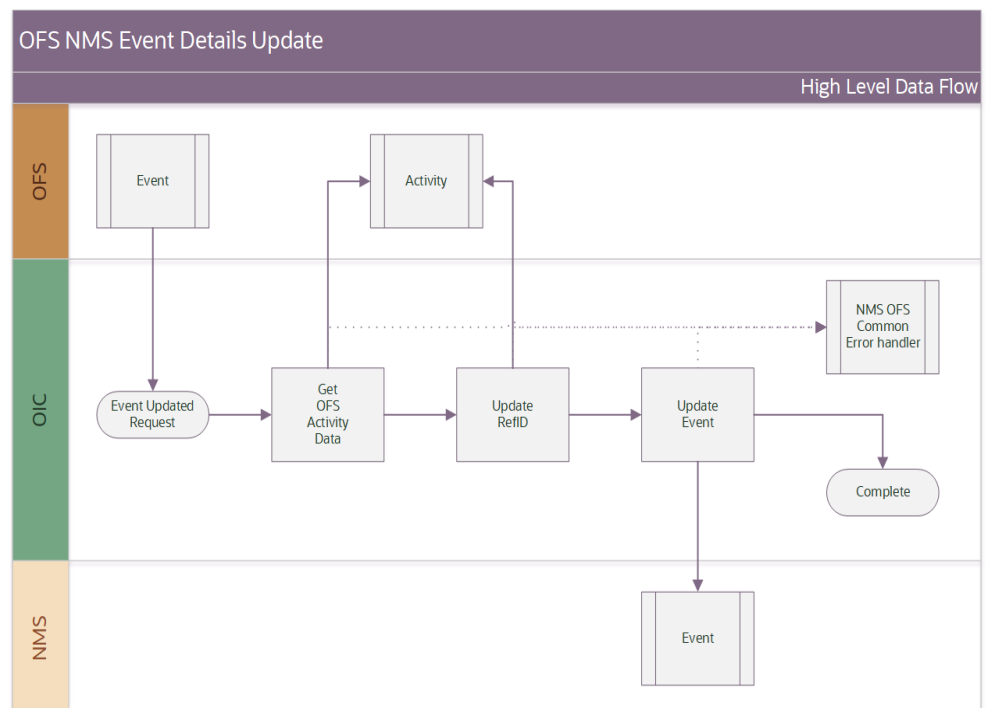 OFS NMS Event Details Update
High Level Data Flow
OFS
Event
Activity
OIC
NMS OFS
Common
Error handler
Event Updated
Request
Get
OFS
Activity
Data
Update
RefID
Update
Event
Complete
NMS
Event